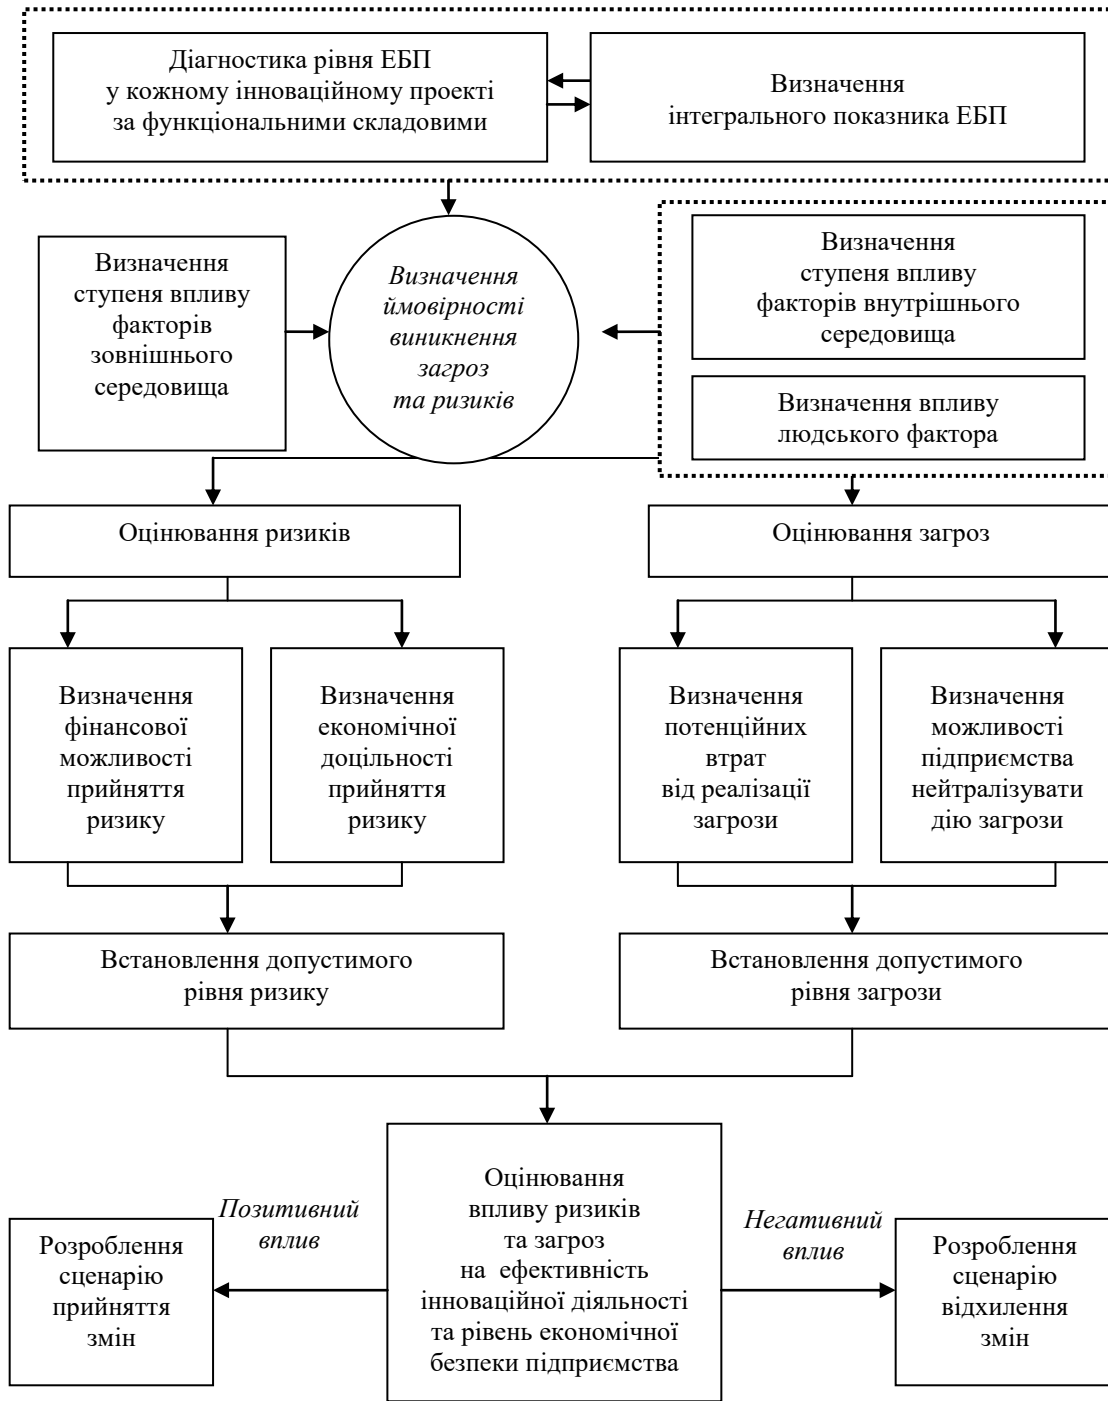 Діагностика рівня ЕБП
у кожному інноваційному проекті
за функціональними складовими
Визначення
інтегрального показника ЕБП
Визначення
ступеня впливу
факторів
зовнішнього
середовища
Визначення
ймовірності
виникнення
загроз
та ризиків
Визначення
ступеня впливу
факторів внутрішнього
середовища
Визначення впливу
людського фактора
Оцінювання ризиків
Оцінювання загроз
Визначення
фінансової
можливості
прийняття
ризику
Визначення
економічної
доцільності
прийняття
ризику
Визначення
потенційних
втрат
від реалізації
загрози
Визначення
можливості
підприємства
нейтралізувати
дію загрози
Встановлення допустимого
рівня ризику
Встановлення допустимого
рівня загрози
Оцінювання
впливу ризиків
та загроз
на ефективність
інноваційної діяльності
та рівень економічної
безпеки підприємства
Позитивний
вплив
Негативний
вплив
Розроблення
сценарію
прийняття
змін
Розроблення
сценарію
відхилення
змін